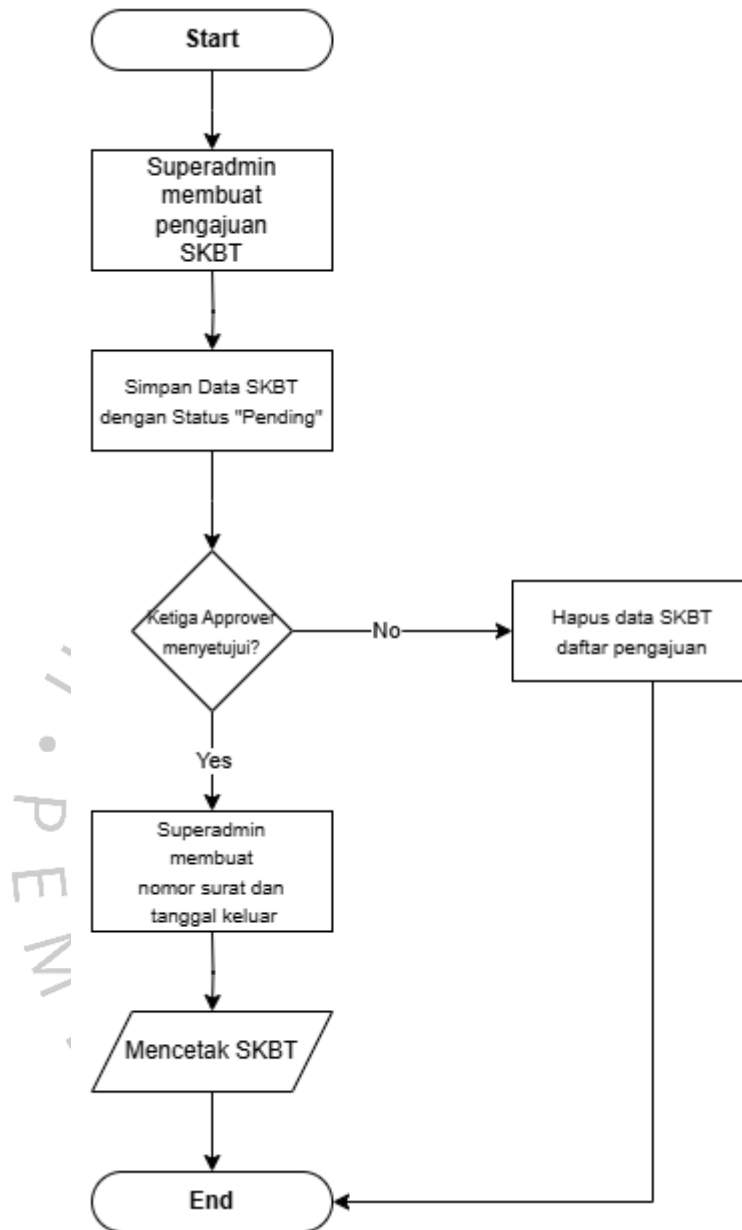 Start
Superadmin
membuat
pengajuan
SKBT
Simpan Data SKBT
dengan Status "Pending"
Ketiga Approver
menyetujui?
No
Hapus data SKBT
daftar pengajuan
Yes
Superadmin
membuat
nomor surat dan
tanggal keluar
Mencetak SKBT
End